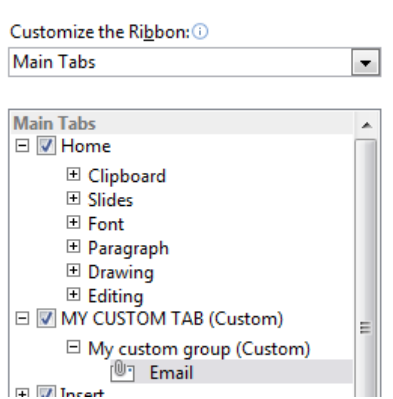 Customize the Ribbon:
Main Tabs
Main Tabs
Home
Clipboard
Slides
Font
Paragraph
Drawing
Editing
MY CUSTOM TAB (Custom)
My custom group (Custom)
Email
Insert